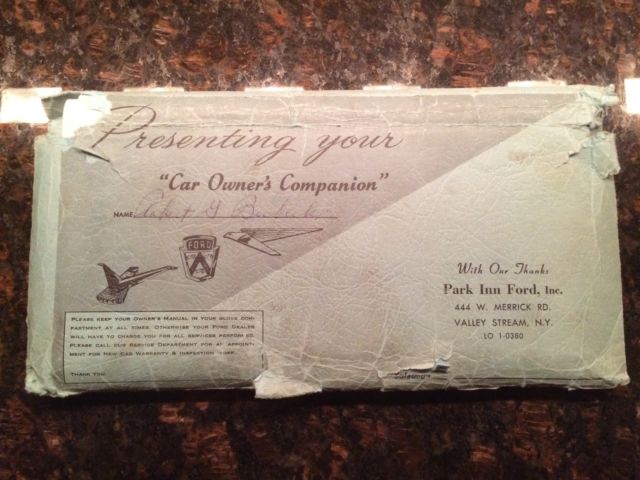 Presenting your
"Car Owner's Companion"
NAME
FORD
With Our Thanks
Park Inn Ford, Inc.
444 W. MERRICK RD.
VALLEY STREAM, N.Y.
LO 1-0380
PLEASE KEEP YOUR OWNER'S MANUAL IN YOUR GLOVE COM-
PARTMENT AT ALL TIMES. OTHERWISE YOUR FORD DEALER
WILL HAVE TO CHARGE YOU FOR ALL SERVICES PERFORMED.
PLEASE CALL OUR SERVICE DEPARTMENT FOR AN APPOINT-
MENT FOR NEW CAR WARRANTY & INSPECTION
THANK YOU